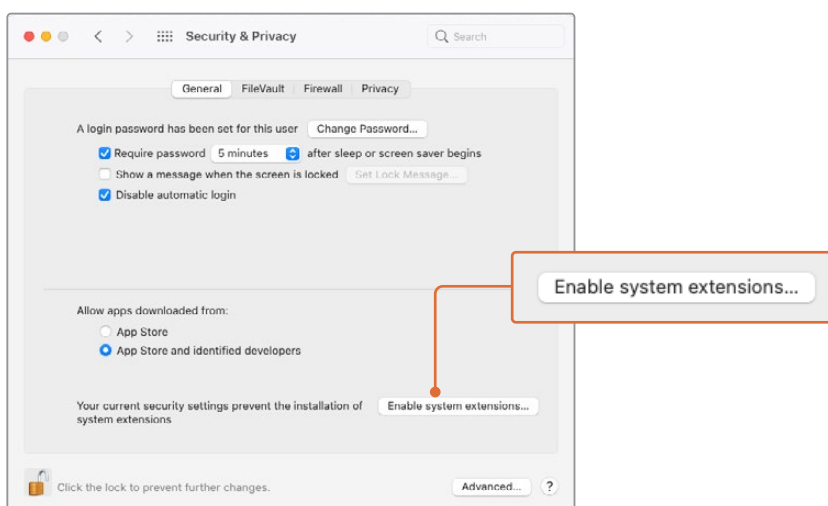 Security & Privacy
Search
General FileVault Firewall Privacy
A login password has been set for this user Change Password...
Require password 5 minutes after sleep or screen saver begins
Show a message when the screen is locked Set Lock Message...
Disable automatic login
Enable system extensions...
Allow apps downloaded from:
App Store
App Store and identified developers
Your current security settings prevent the installation of Enable system extensions...
system extensions
Click the lock to prevent further changes. Advanced... ?